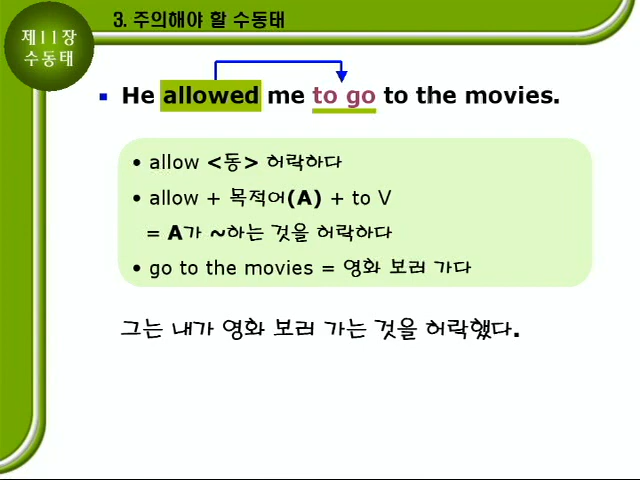 제11장
수동태
3. 주의해야 할 수동태
▪ He allowed me to go to the movies.
• allow <동> 허락하다
• allow + 목적어(A) + to V
= A가 ~하는 것을 허락하다
• go to the movies = 영화 보러 가다
그는 내가 영화 보러 가는 것을 허락했다.